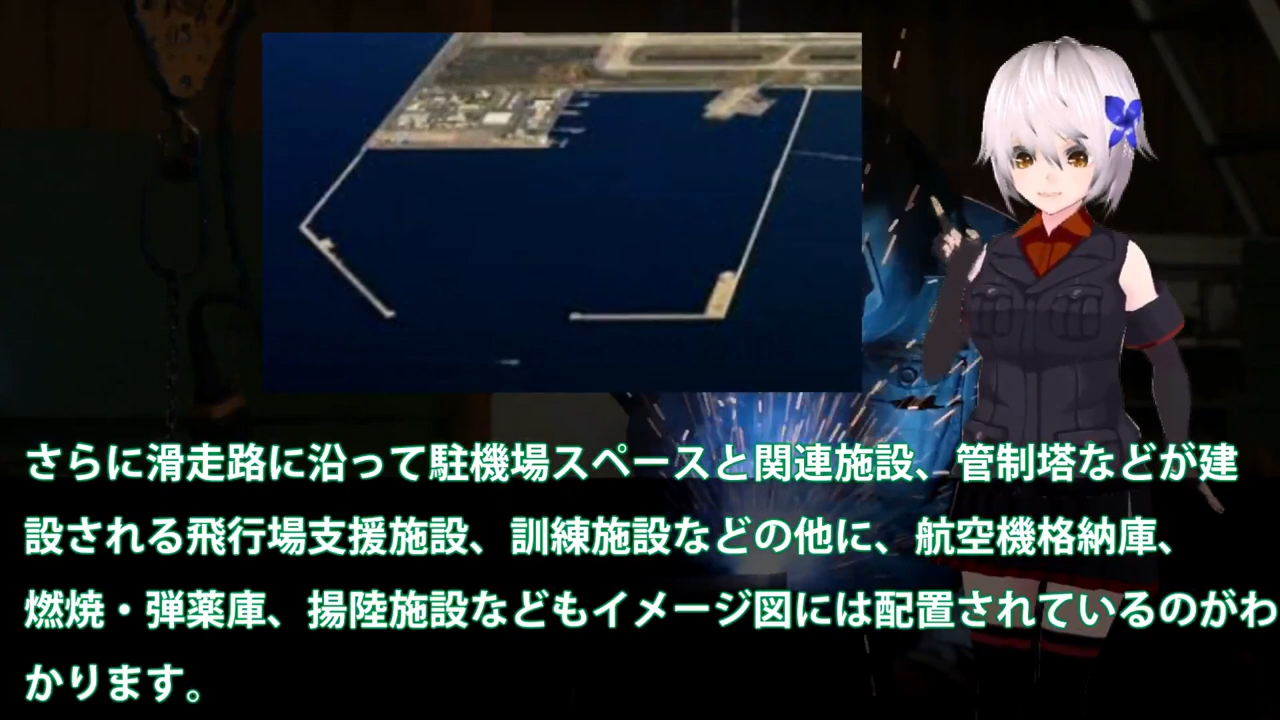 さらに滑走路に沿って駐機場スペースと関連施設、管制塔などが建
設される飛行場支援施設、訓練施設などの他に、航空機格納庫、
燃焼・弾薬庫、揚陸施設などもイメージ図には配置されているのがわ
かります。